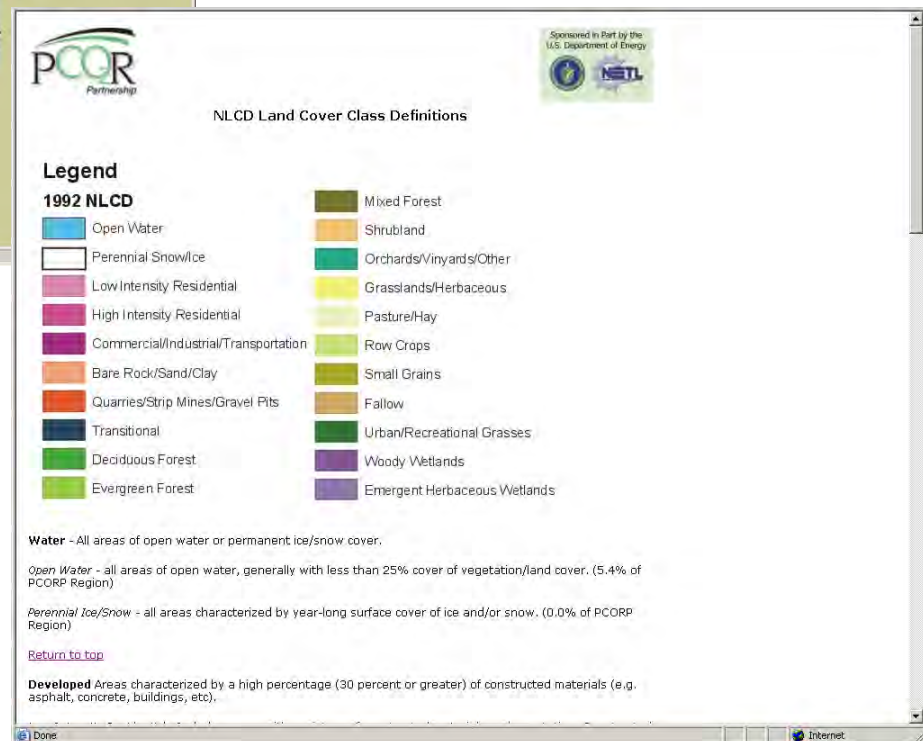 PCOR
Partnership
Sponsored in Part by the
U.S. Department of Energy
NETL
NLCD Land Cover Class Definitions
Legend
1992 NLCD
Open Water
Perennial Snow/Ice
Low Intensity Residential
High Intensity Residential
Commercial/Industrial/Transportation
Bare Rock/Sand/Clay
Quarries/Strip Mines/Gravel Pits
Transitional
Deciduous Forest
Evergreen Forest
Mixed Forest
Shrubland
Orchards/Vinyards/Other
Grasslands/Herbaceous
Pasture/Hay
Row Crops
Small Grains
Fallow
Urban/Recreational Grasses
Woody Wetlands
Emergent Herbaceous Wetlands
Water - All areas of open water or permanent ice/snow cover.
Open Water - all areas of open water, generally with less than 25% cover of vegetation/land cover. (5.4% of
PCORP Region)
Perennial Ice/Snow - all areas characterized by year-long surface cover of ice and/or snow. (0.0% of PCORP
Region)
Return to top
Developed Areas characterized by a high percentage (30 percent or greater) of constructed materials (e.g.
asphalt, concrete, buildings, etc).
Done
Internet